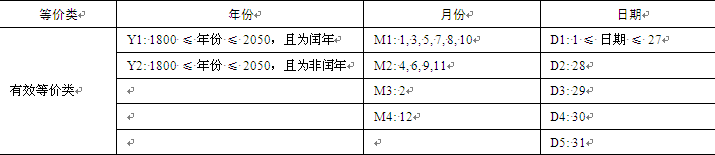 等价类 年份 月份 日期
Y1: 1800 ≤ 年份 ≤ 2050，且为闰年 M1: 1,3,5,7,8,10 D1: 1 ≤ 日期 ≤ 27
Y2: 1800 ≤ 年份 ≤ 2050，且为非闰年 M2: 4,6,9,11 D2: 28
有效等价类 M3: 2 D3: 29
M4: 12 D4: 30
D5: 31